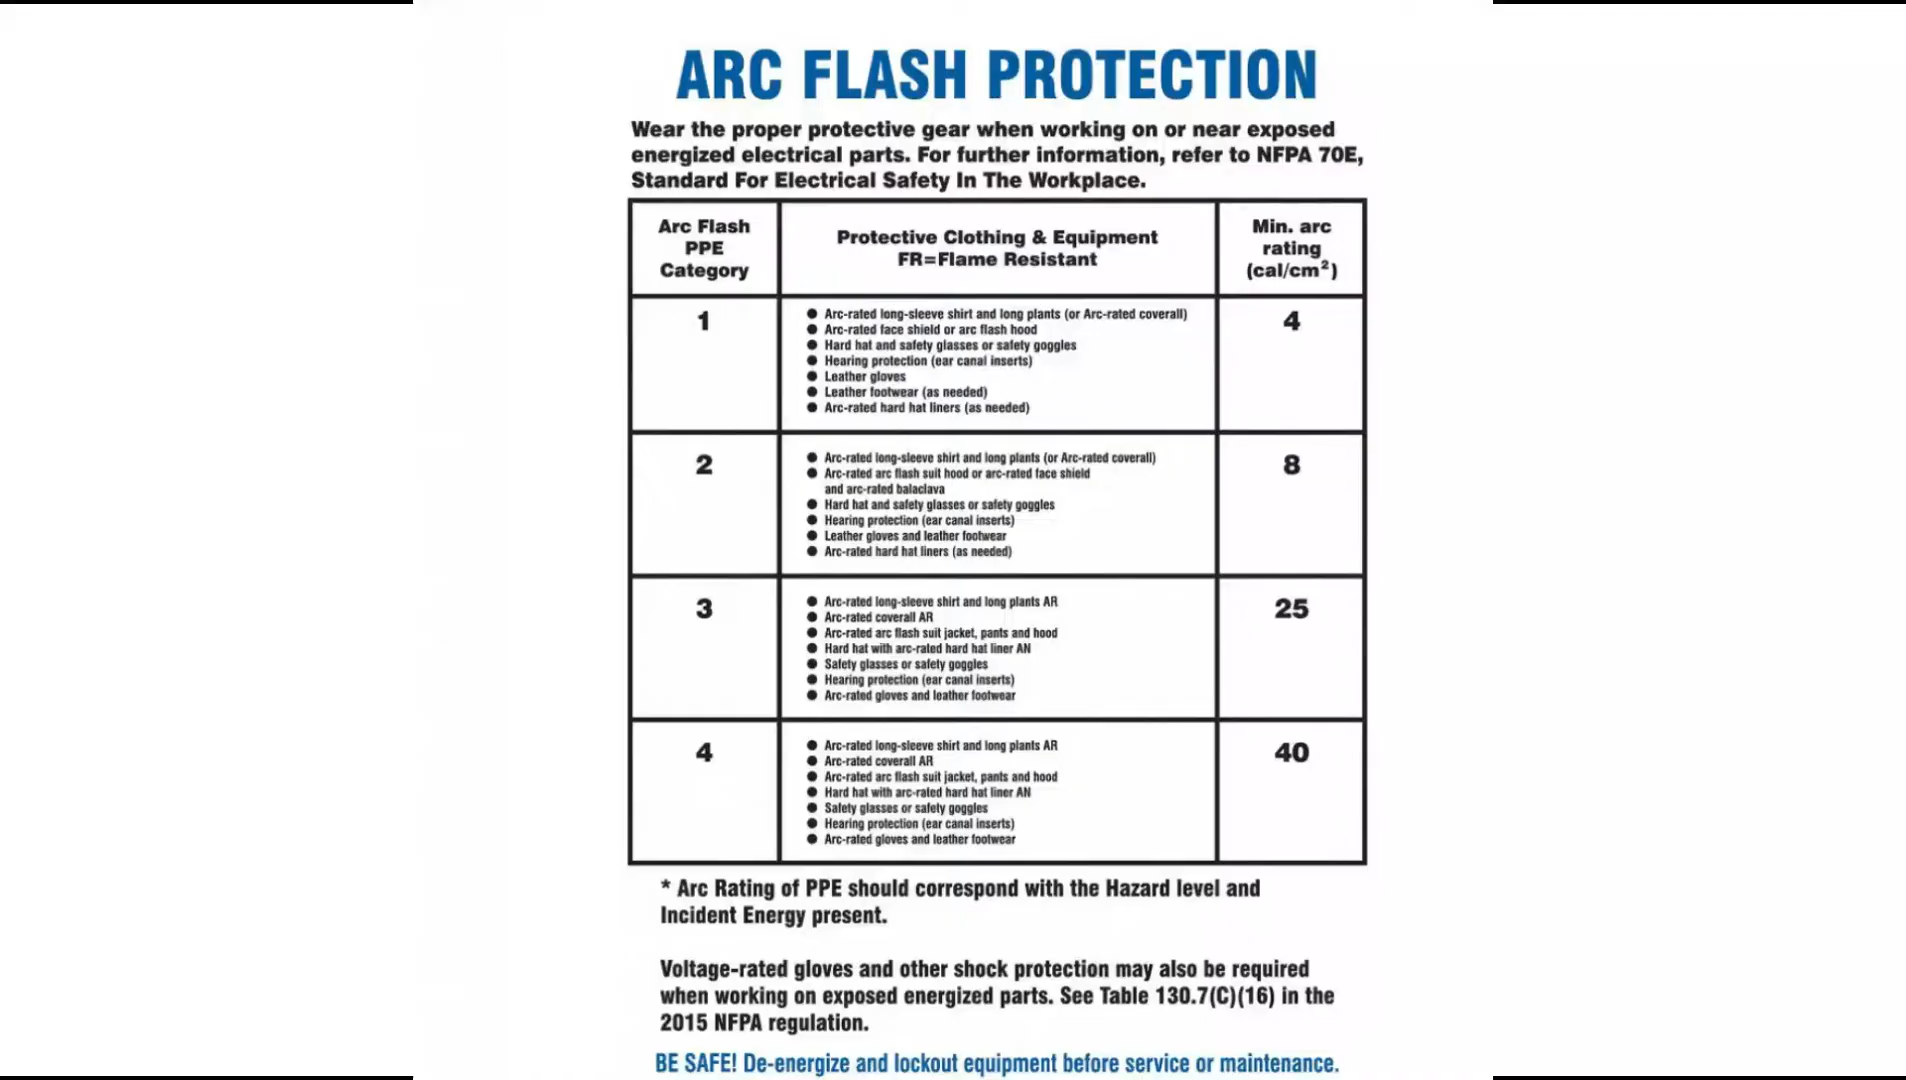 ARC FLASH PROTECTION
Wear the proper protective gear when working on or near exposed
energized electrical parts. For further information, refer to NFPA 70E,
Standard For Electrical Safety In The Workplace.
Arc Flash
PPE
Category
Protective Clothing & Equipment
FR=Flame Resistant
Min. arc
rating
(cal/cm²)
1
● Arc-rated long-sleeve shirt and long plants (or Arc-rated coverall)
● Arc-rated face shield or arc flash hood
● Hard hat and safety glasses or safety goggles
● Hearing protection (ear canal inserts)
● Leather gloves
● Leather footwear (as needed)
● Arc-rated hard hat liners (as needed)
4
2
● Arc-rated long-sleeve shirt and long plants (or Arc-rated coverall)
● Arc-rated arc flash suit hood or arc-rated face shield
and arc-rated balaclava
● Hard hat and safety glasses or safety goggles
● Hearing protection (ear canal inserts)
● Leather gloves and leather footwear
● Arc-rated hard hat liners (as needed)
8
3
● Arc-rated long-sleeve shirt and long plants AR
● Arc-rated coverall AR
● Arc-rated arc flash suit jacket, pants and hood
● Hard hat with arc-rated hard hat liner AN
● Safety glasses or safety goggles
● Hearing protection (ear canal inserts)
● Arc-rated gloves and leather footwear
25
4
● Arc-rated long-sleeve shirt and long plants AR
● Arc-rated coverall AR
● Arc-rated arc flash suit jacket, pants and hood
● Hard hat with arc-rated hard hat liner AN
● Safety glasses or safety goggles
● Hearing protection (ear canal inserts)
● Arc-rated gloves and leather footwear
40
* Arc Rating of PPE should correspond with the Hazard level and
Incident Energy present.
Voltage-rated gloves and other shock protection may also be required
when working on exposed energized parts. See Table 130.7(C)(16) in the
2015 NFPA regulation.
BE SAFE! De-energize and lockout equipment before service or maintenance.